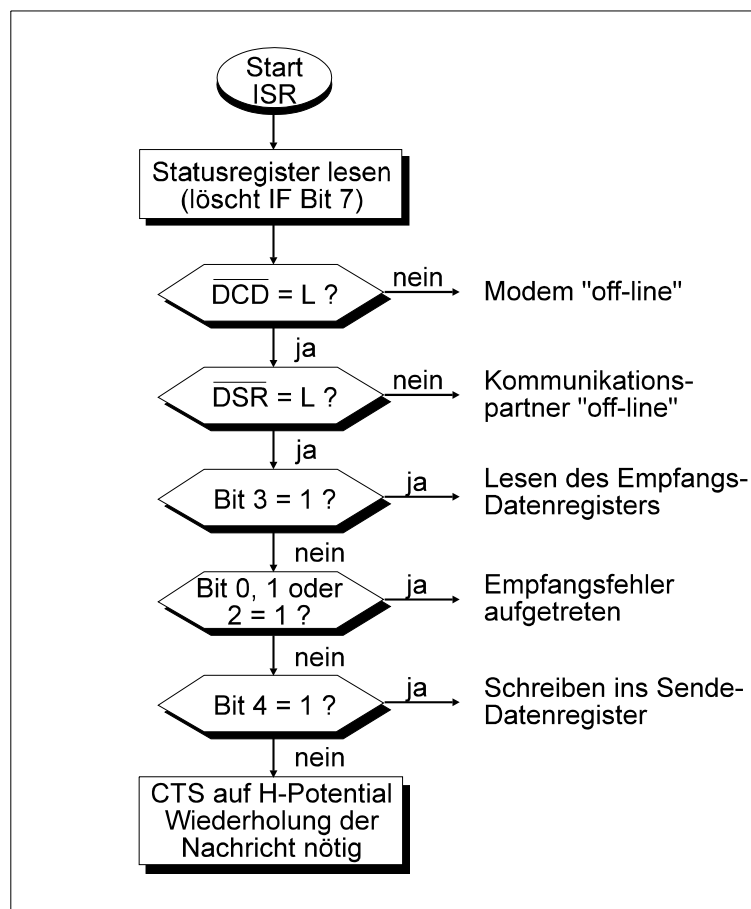 Start
ISR
Statusregister lesen
(löscht IF Bit 7)
D̅C̅D̅ = L ?
nein
Modem "off-line"
ja
D̅S̅R̅ = L ?
nein
Kommunikations-
partner "off-line"
ja
Bit 3 = 1 ?
ja
Lesen des Empfangs-
Datenregisters
nein
Bit 0, 1 oder
2 = 1 ?
ja
Empfangsfehler
aufgetreten
nein
Bit 4 = 1 ?
ja
Schreiben ins Sende-
Datenregister
nein
CTS auf H-Potential
Wiederholung der
Nachricht nötig